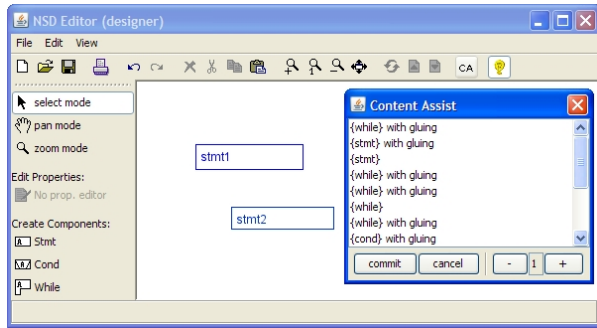 NSD Editor (designer)
File Edit View
CA
select mode
pan mode
zoom mode
Edit Properties:
No prop. editor
Create Components:
A Stmt
A Cond
A While
stmt1
stmt2
Content Assist
{while} with gluing
{stmt} with gluing
{stmt}
{while} with gluing
{while} with gluing
{while}
{while} with gluing
{cond} with gluing
commit cancel - 1 +